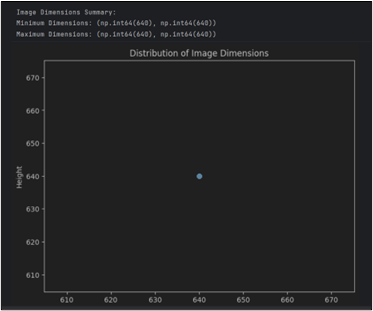 Image Dimensions Summary:
Minimum Dimensions: (np.int64(640), np.int64(640))
Maximum Dimensions: (np.int64(640), np.int64(640))
Distribution of Image Dimensions
670
660
650
Height
640
630
620
610
610 620 630 640 650 660 670